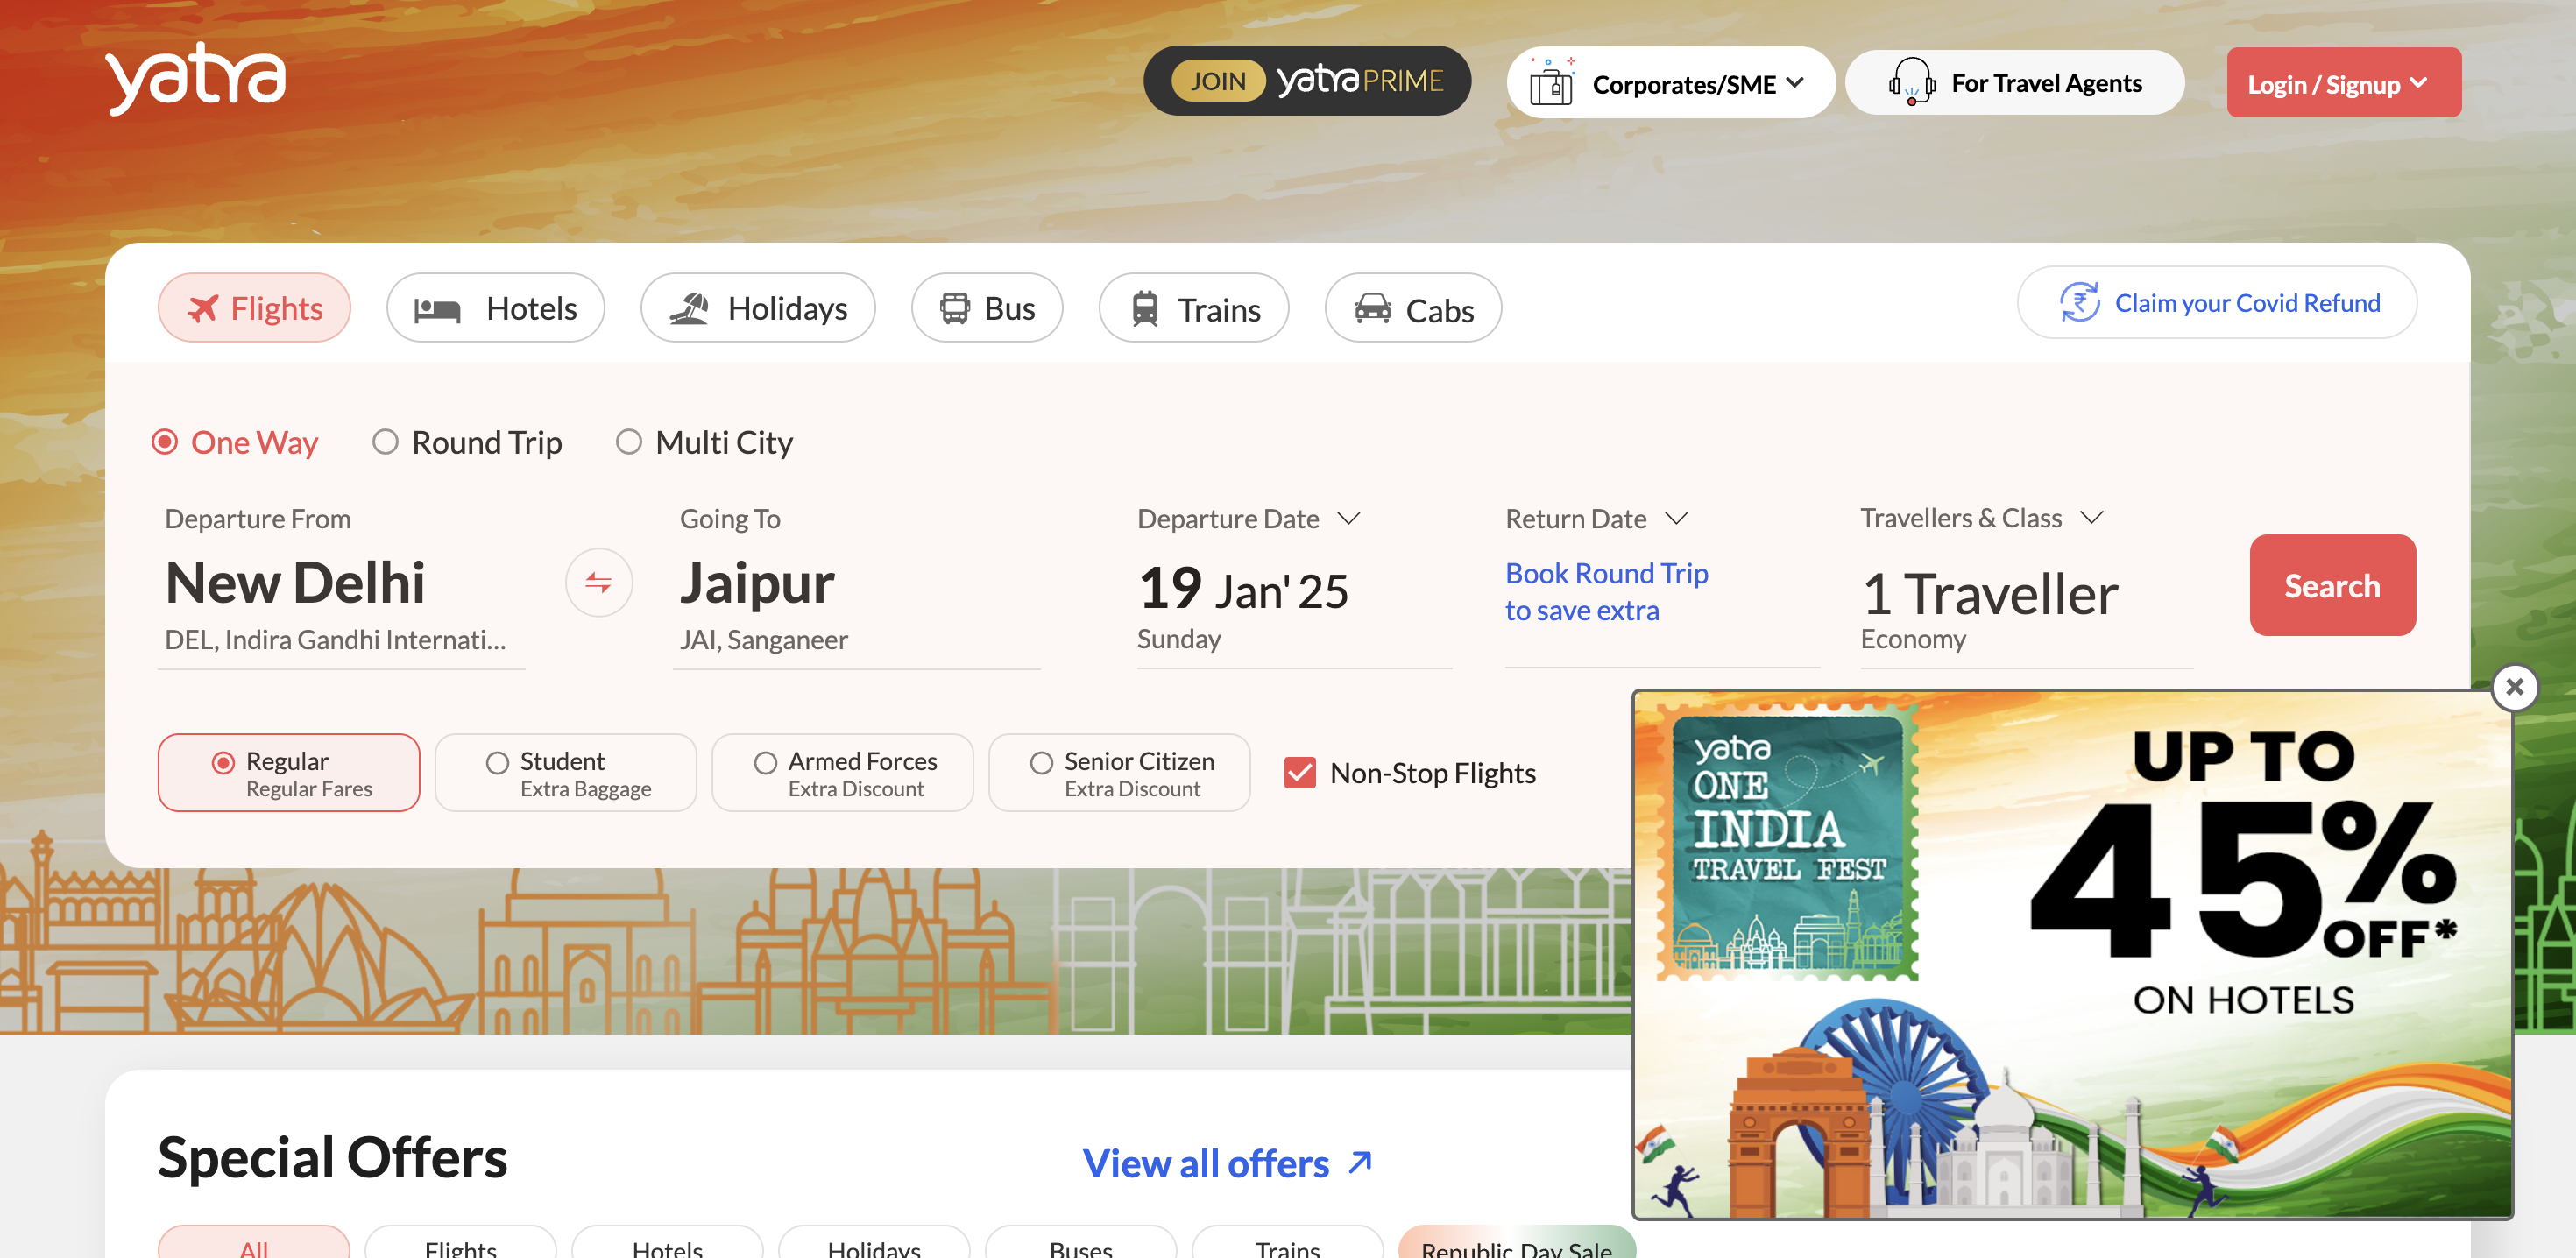 yatra
JOIN yatra PRIME
Corporates/SME
For Travel Agents
Login / Signup
Flights
Hotels
Holidays
Bus
Trains
Cabs
Claim your Covid Refund
One Way
Round Trip
Multi City
Departure From
New Delhi
DEL, Indira Gandhi Internati...
Going To
Jaipur
JAI, Sanganeer
Departure Date
19 Jan'25
Sunday
Return Date
Book Round Trip
to save extra
Travellers & Class
1 Traveller
Economy
Search
Regular
Regular Fares
Student
Extra Baggage
Armed Forces
Extra Discount
Senior Citizen
Extra Discount
Non-Stop Flights
yatra
ONE
INDIA
TRAVEL FEST
UP TO
45%
OFF*
ON HOTELS
Special Offers
View all offers
All
Flights
Hotels
Holidays
Buses
Trains
Republic Day Sale